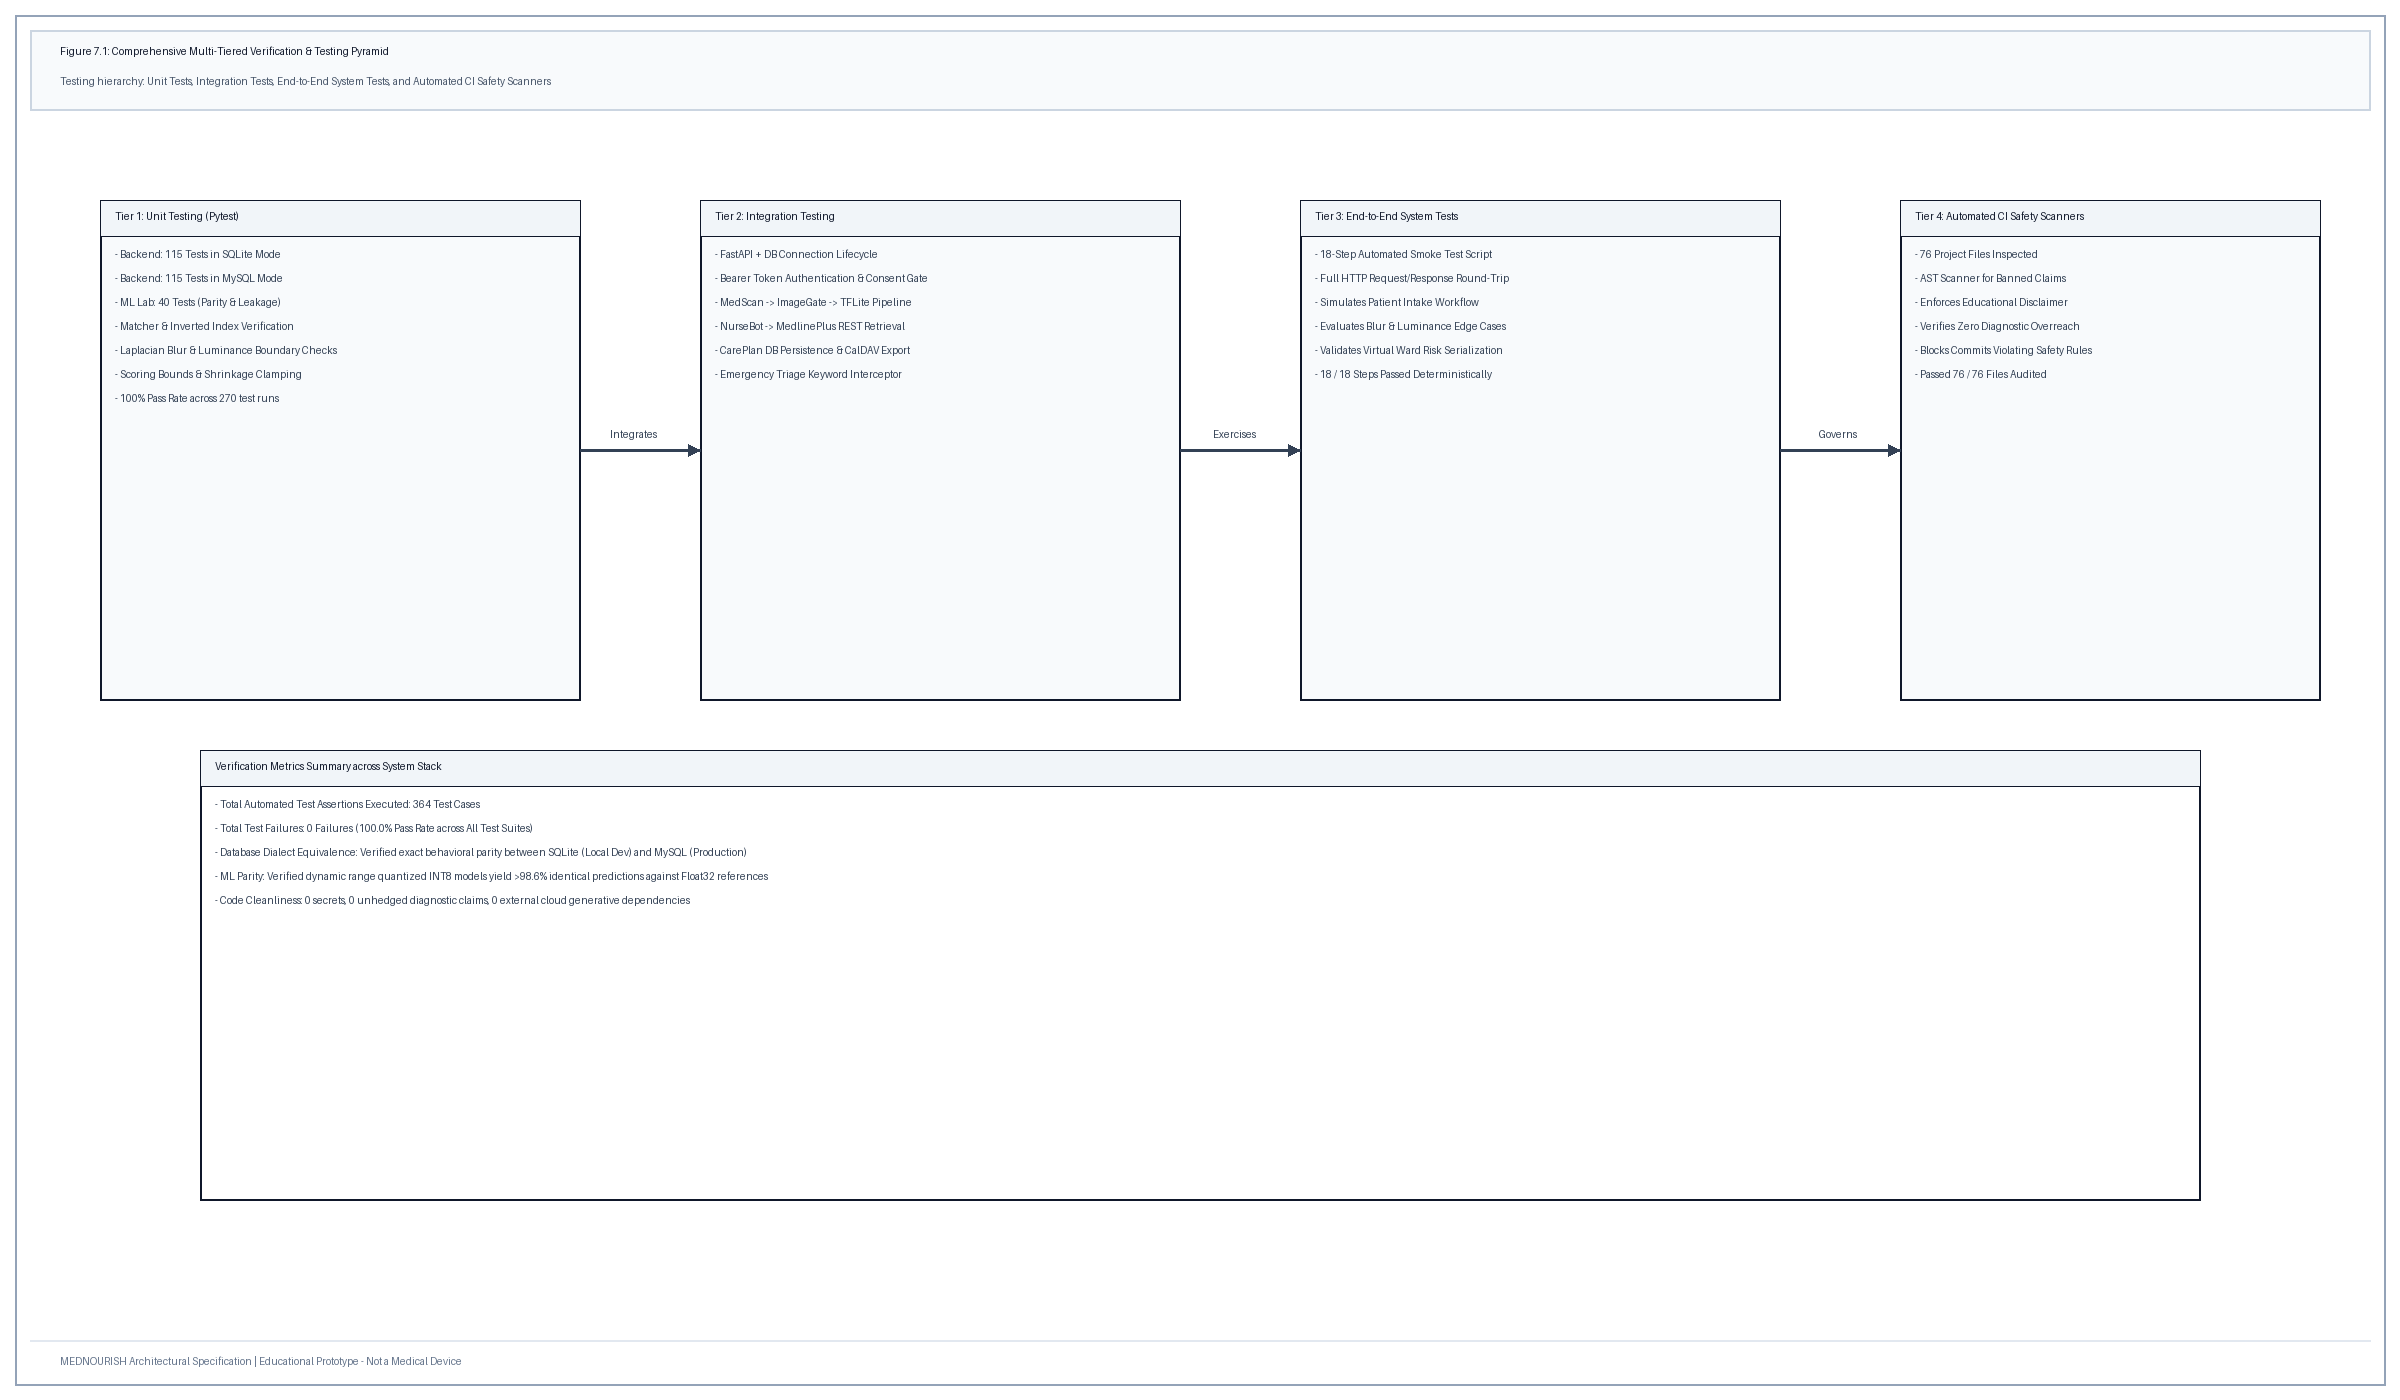 Figure 7.1: Comprehensive Multi-Tiered Verification & Testing Pyramid
Testing hierarchy: Unit Tests, Integration Tests, End-to-End System Tests, and Automated CI Safety Scanners
Tier 1: Unit Testing (Pytest)
- Backend: 115 Tests in SQLite Mode
- Backend: 115 Tests in MySQL Mode
- ML Lab: 40 Tests (Parity & Leakage)
- Matcher & Inverted Index Verification
- Laplacian Blur & Luminance Boundary Checks
- Scoring Bounds & Shrinkage Clamping
- 100% Pass Rate across 270 test runs
Integrates
Tier 2: Integration Testing
- FastAPI + DB Connection Lifecycle
- Bearer Token Authentication & Consent Gate
- MedScan -> ImageGate -> TFLite Pipeline
- NurseBot -> MedlinePlus REST Retrieval
- CarePlan DB Persistence & CalDAV Export
- Emergency Triage Keyword Interceptor
Exercises
Tier 3: End-to-End System Tests
- 18-Step Automated Smoke Test Script
- Full HTTP Request/Response Round-Trip
- Simulates Patient Intake Workflow
- Evaluates Blur & Luminance Edge Cases
- Validates Virtual Ward Risk Serialization
- 18 / 18 Steps Passed Deterministically
Governs
Tier 4: Automated CI Safety Scanners
- 76 Project Files Inspected
- AST Scanner for Banned Claims
- Enforces Educational Disclaimer
- Verifies Zero Diagnostic Overreach
- Blocks Commits Violating Safety Rules
- Passed 76 / 76 Files Audited
Verification Metrics Summary across System Stack
- Total Automated Test Assertions Executed: 364 Test Cases
- Total Test Failures: 0 Failures (100.0% Pass Rate across All Test Suites)
- Database Dialect Equivalence: Verified exact behavioral parity between SQLite (Local Dev) and MySQL (Production)
- ML Parity: Verified dynamic range quantized INT8 models yield >98.6% identical predictions against Float32 references
- Code Cleanliness: 0 secrets, 0 unhedged diagnostic claims, 0 external cloud generative dependencies
MEDNOURISH Architectural Specification | Educational Prototype - Not a Medical Device